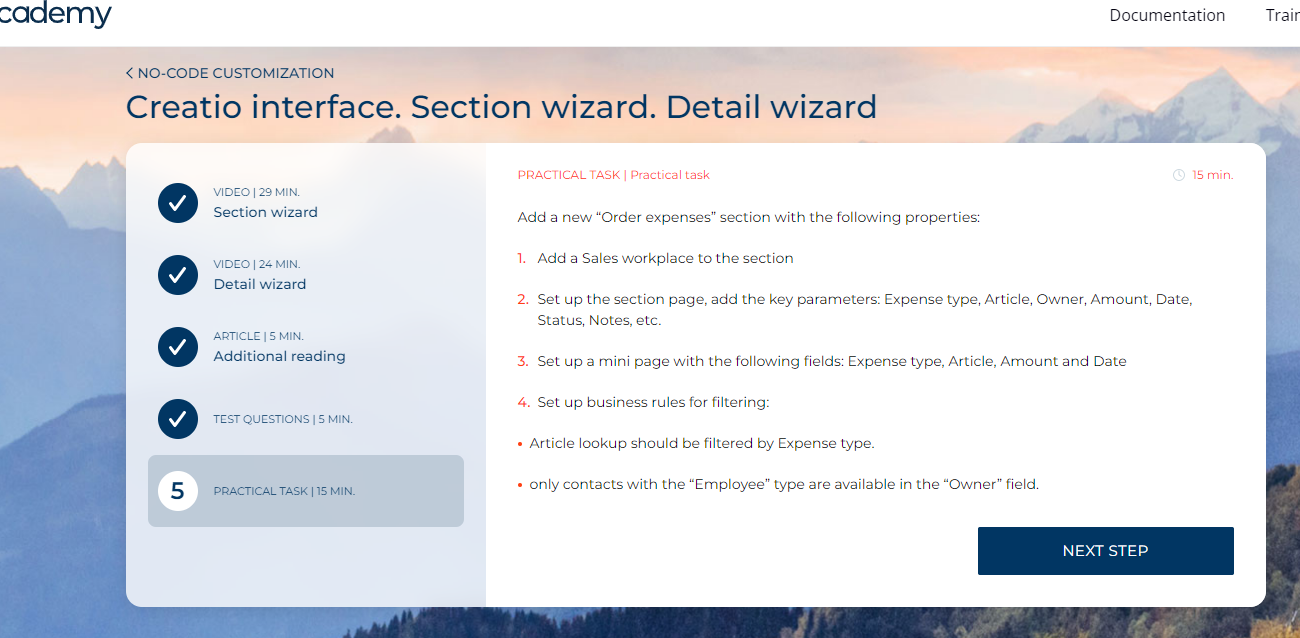 cademy
Documentation
Train
< NO-CODE CUSTOMIZATION
Creatio interface. Section wizard. Detail wizard
VIDEO | 29 MIN.
Section wizard
VIDEO | 24 MIN.
Detail wizard
ARTICLE | 5 MIN.
Additional reading
TEST QUESTIONS | 5 MIN.
5
PRACTICAL TASK | 15 MIN.
PRACTICAL TASK | Practical task
15 min.
Add a new “Order expenses” section with the following properties:
1. Add a Sales workplace to the section
2. Set up the section page, add the key parameters: Expense type, Article, Owner, Amount, Date,
Status, Notes, etc.
3. Set up a mini page with the following fields: Expense type, Article, Amount and Date
4. Set up business rules for filtering:
• Article lookup should be filtered by Expense type.
• only contacts with the “Employee” type are available in the “Owner” field.
NEXT STEP